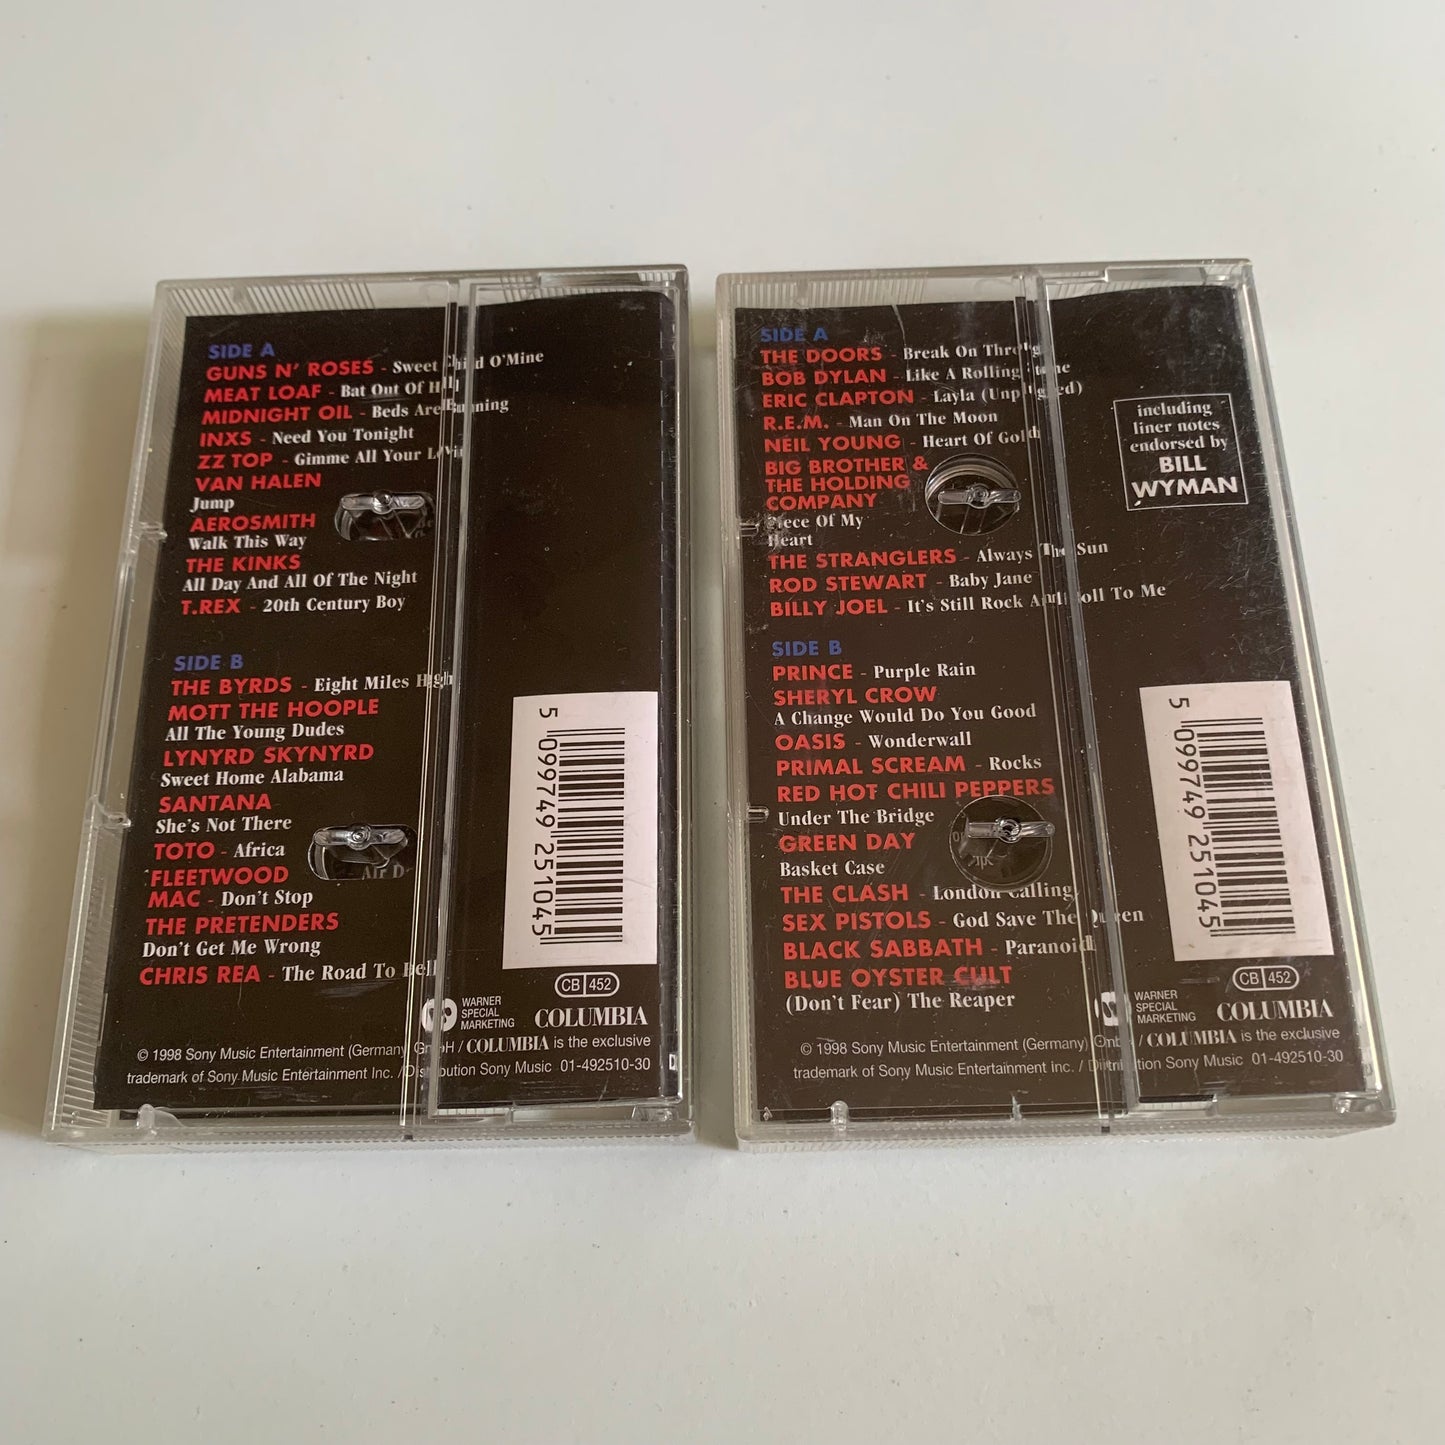 SIDE A
GUNS N' ROSES - Sweet Child O'Mine
MEAT LOAF - Bat Out Of Hell
MIDNIGHT OIL - Beds Are Burning
INXS - Need You Tonight
ZZ TOP - Gimme All Your Lovin
VAN HALEN
Jump
AEROSMITH
Walk This Way
THE KINKS
All Day And All Of The Night
T.REX - 20th Century Boy
SIDE B
THE BYRDS - Eight Miles High
MOTT THE HOOPLE
All The Young Dudes
LYNYRD SKYNYRD
Sweet Home Alabama
SANTANA
She's Not There
TOTO - Africa
FLEETWOOD
MAC - Don't Stop
THE PRETENDERS
Don't Get Me Wrong
CHRIS REA - The Road To Hell
5 099749 251045
CB 452
WARNER
SPECIAL
MARKETING
COLUMBIA
© 1998 Sony Music Entertainment (Germany) GmbH / COLUMBIA is the exclusive
trademark of Sony Music Entertainment Inc. / Distribution Sony Music 01-492510-30
SIDE A
THE DOORS - Break On Through
BOB DYLAN - Like A Rolling Stone
ERIC CLAPTON - Layla (Unplugged)
R.E.M. - Man On The Moon
NEIL YOUNG - Heart Of Gold
BIG BROTHER &
THE HOLDING
COMPANY
Piece Of My
Heart
THE STRANGLERS - Always The Sun
ROD STEWART - Baby Jane
BILLY JOEL - It's Still Rock And Roll To Me
SIDE B
PRINCE - Purple Rain
SHERYL CROW
A Change Would Do You Good
OASIS - Wonderwall
PRIMAL SCREAM - Rocks
RED HOT CHILI PEPPERS
Under The Bridge
GREEN DAY
Basket Case
THE CLASH - London Calling
SEX PISTOLS - God Save The Queen
BLACK SABBATH - Paranoid
BLUE OYSTER CULT
(Don't Fear) The Reaper
including
liner notes
endorsed by
BILL
WYMAN
5 099749 251045
CB 452
WARNER
SPECIAL
MARKETING
COLUMBIA
© 1998 Sony Music Entertainment (Germany) GmbH / COLUMBIA is the exclusive
trademark of Sony Music Entertainment Inc. / Distribution Sony Music 01-492510-30